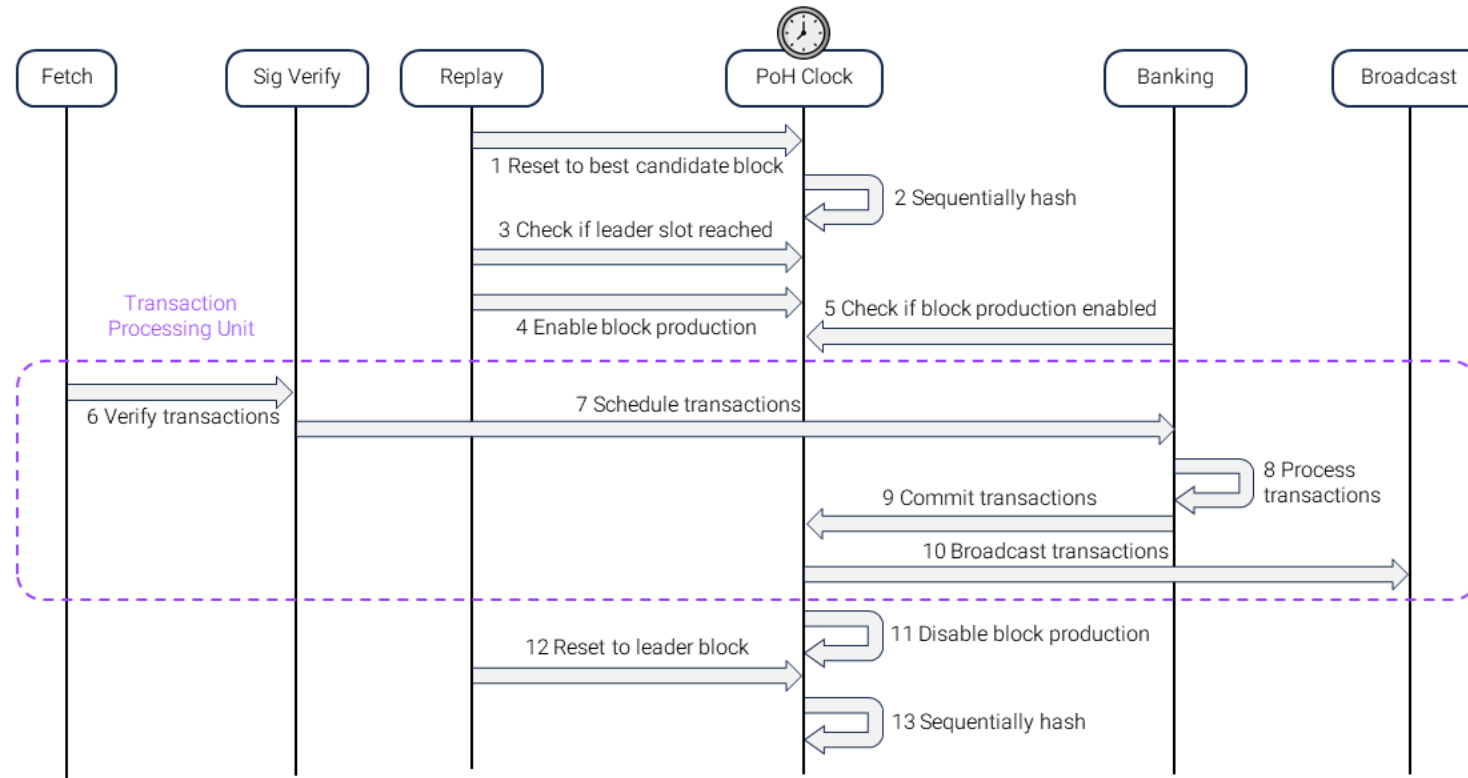 Fetch
Sig Verify
Replay
PoH Clock
Banking
Broadcast
1 Reset to best candidate block
2 Sequentially hash
3 Check if leader slot reached
Transaction
Processing Unit
4 Enable block production
5 Check if block production enabled
6 Verify transactions
7 Schedule transactions
8 Process
transactions
9 Commit transactions
10 Broadcast transactions
11 Disable block production
12 Reset to leader block
13 Sequentially hash